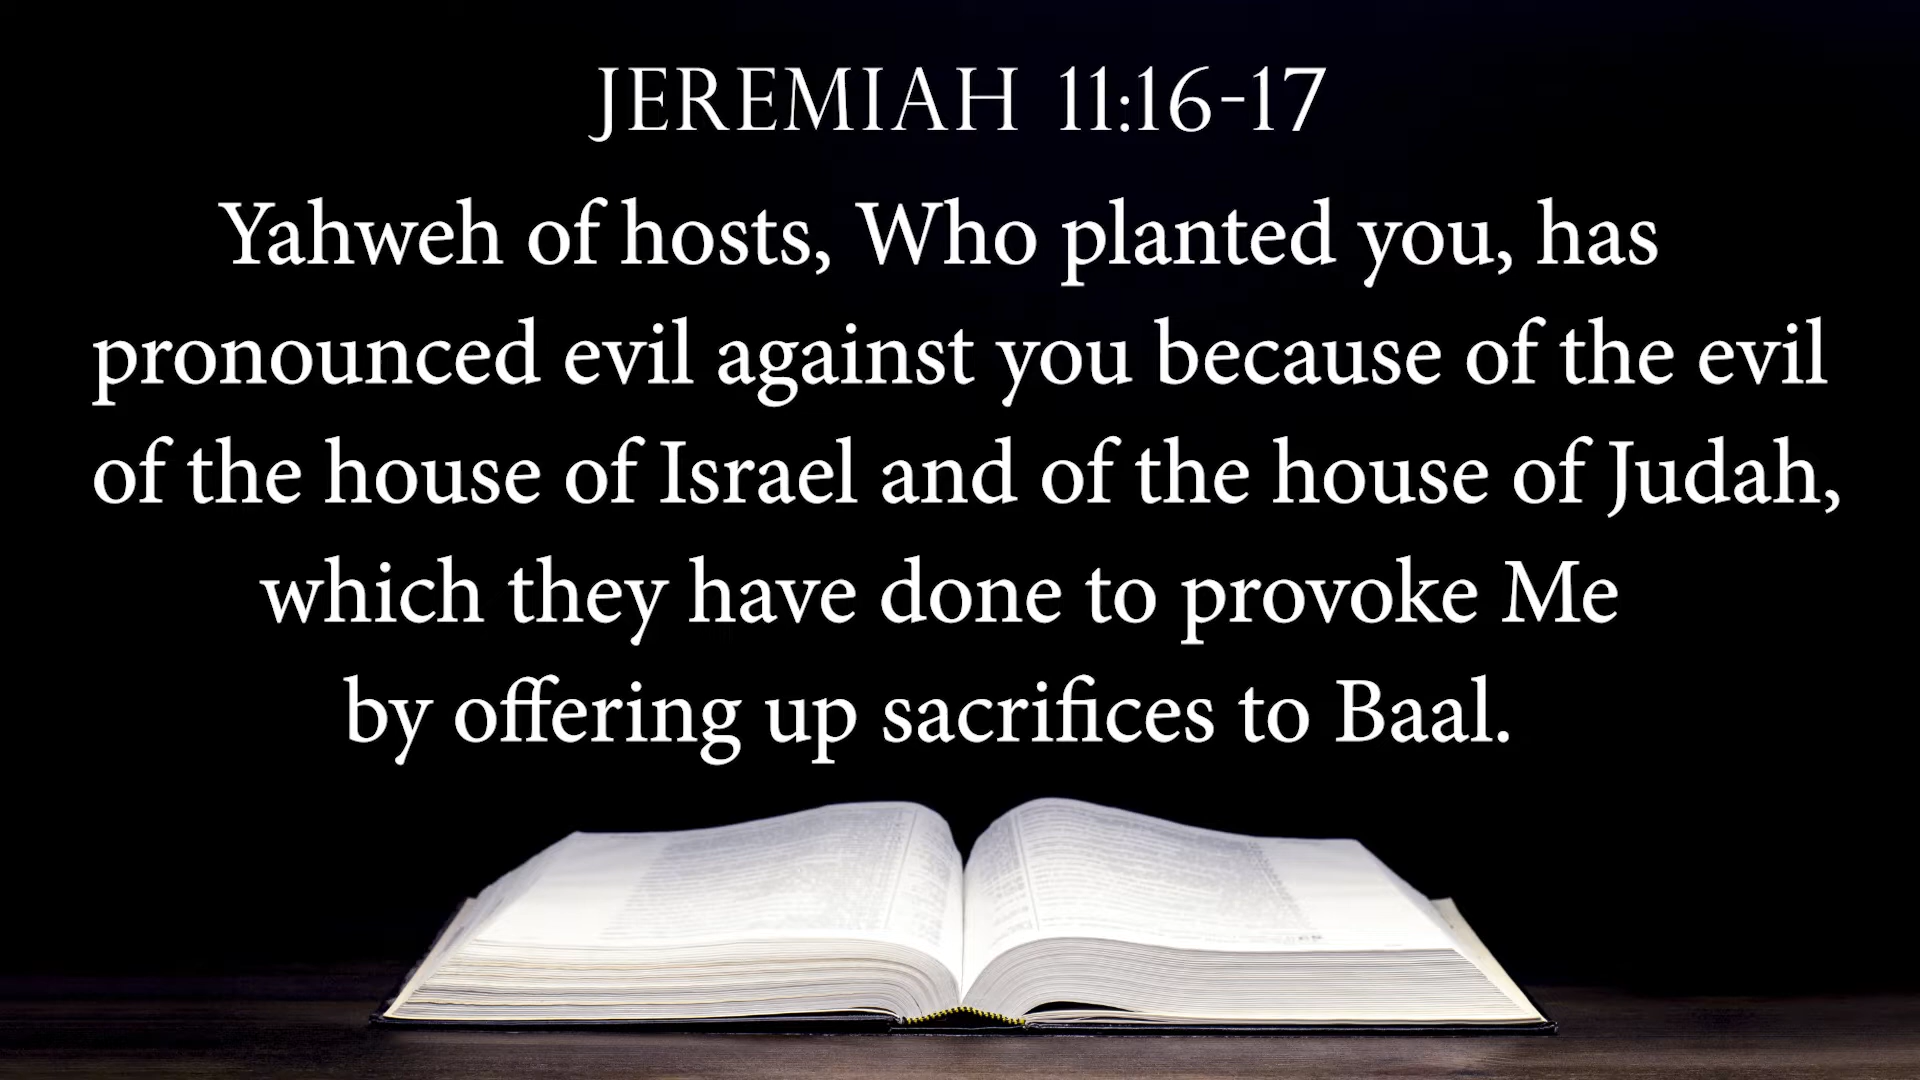 JEREMIAH 11:16-17
Yahweh of hosts, Who planted you, has
pronounced evil against you because of the evil
of the house of Israel and of the house of Judah,
which they have done to provoke Me
by offering up sacrifices to Baal.